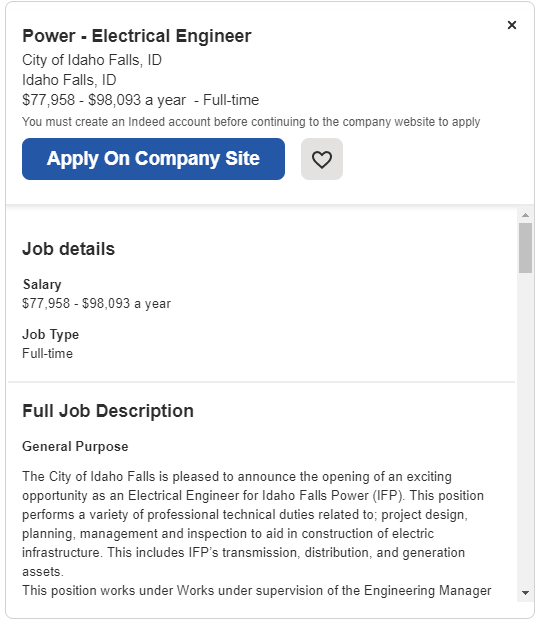 Power - Electrical Engineer
City of Idaho Falls, ID
Idaho Falls, ID
$77,958 - $98,093 a year - Full-time
You must create an Indeed account before continuing to the company website to apply
Apply On Company Site
Job details
Salary
$77,958 - $98,093 a year
Job Type
Full-time
Full Job Description
General Purpose
The City of Idaho Falls is pleased to announce the opening of an exciting
opportunity as an Electrical Engineer for Idaho Falls Power (IFP). This position
performs a variety of professional technical duties related to; project design,
planning, management and inspection to aid in construction of electric
infrastructure. This includes IFP's transmission, distribution, and generation
assets.
This position works under Works under supervision of the Engineering Manager